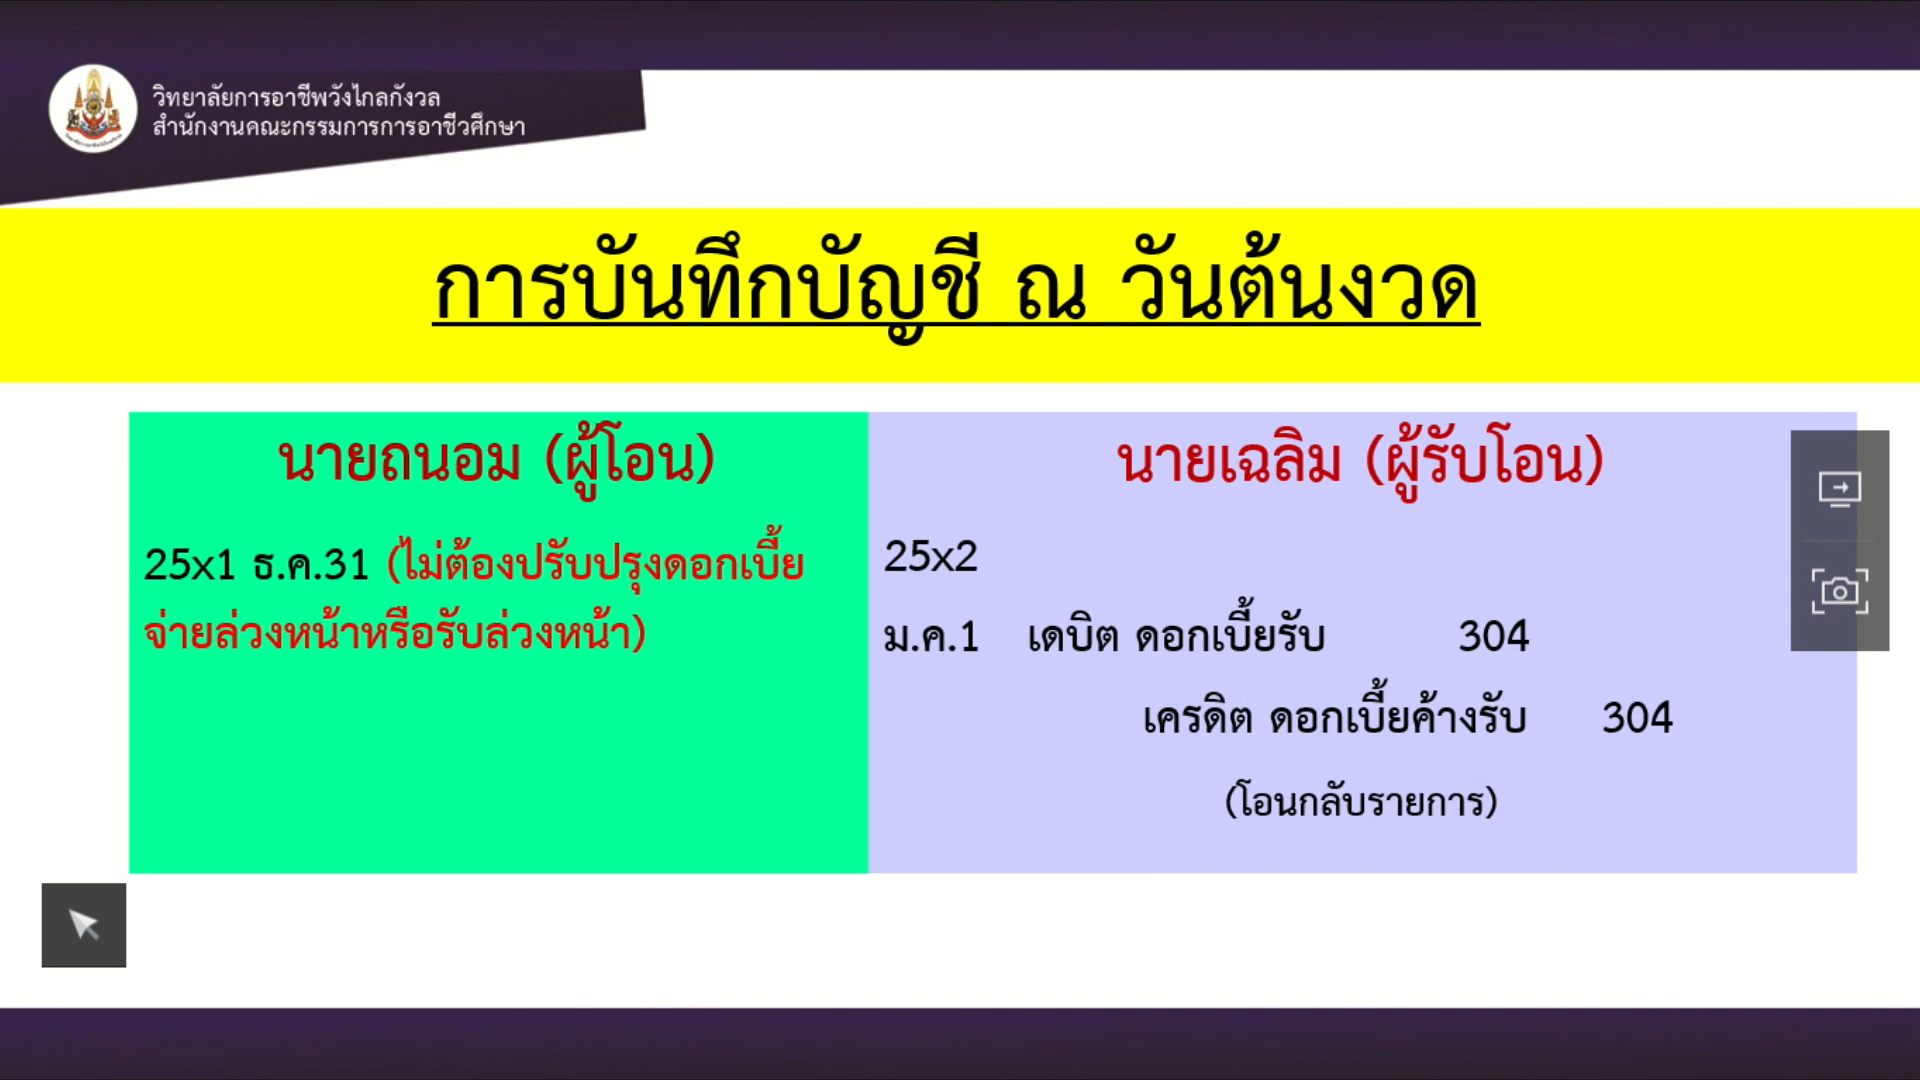 วิทยาลัยการอาชีพวังไกลกังวล
สำนักงานคณะกรรมการการอาชีวศึกษา
การบันทึกบัญชี ณ วันต้นงวด
นายถนอม (ผู้โอน)
25x1 ธ.ค.31 (ไม่ต้องปรับปรุงดอกเบี้ย
จ่ายล่วงหน้าหรือรับล่วงหน้า)
นายเฉลิม (ผู้รับโอน)
25x2
ม.ค.1 เดบิต ดอกเบี้ยรับ 304
เครดิต ดอกเบี้ยค้างรับ 304
(โอนกลับรายการ)